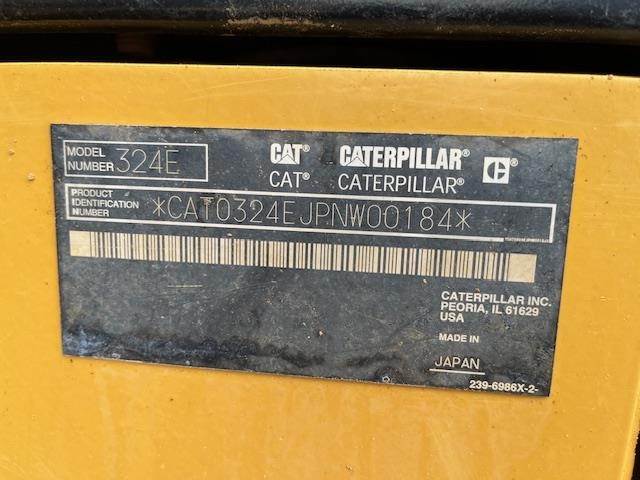 MODEL NUMBER 324E
CAT® CATERPILLAR® C®
CAT® CATERPILLAR®
PRODUCT IDENTIFICATION NUMBER *CAT0324EJPNW00184*
CATERPILLAR INC.
PEORIA, IL 61629
USA
MADE IN
JAPAN
239-6986X-2-